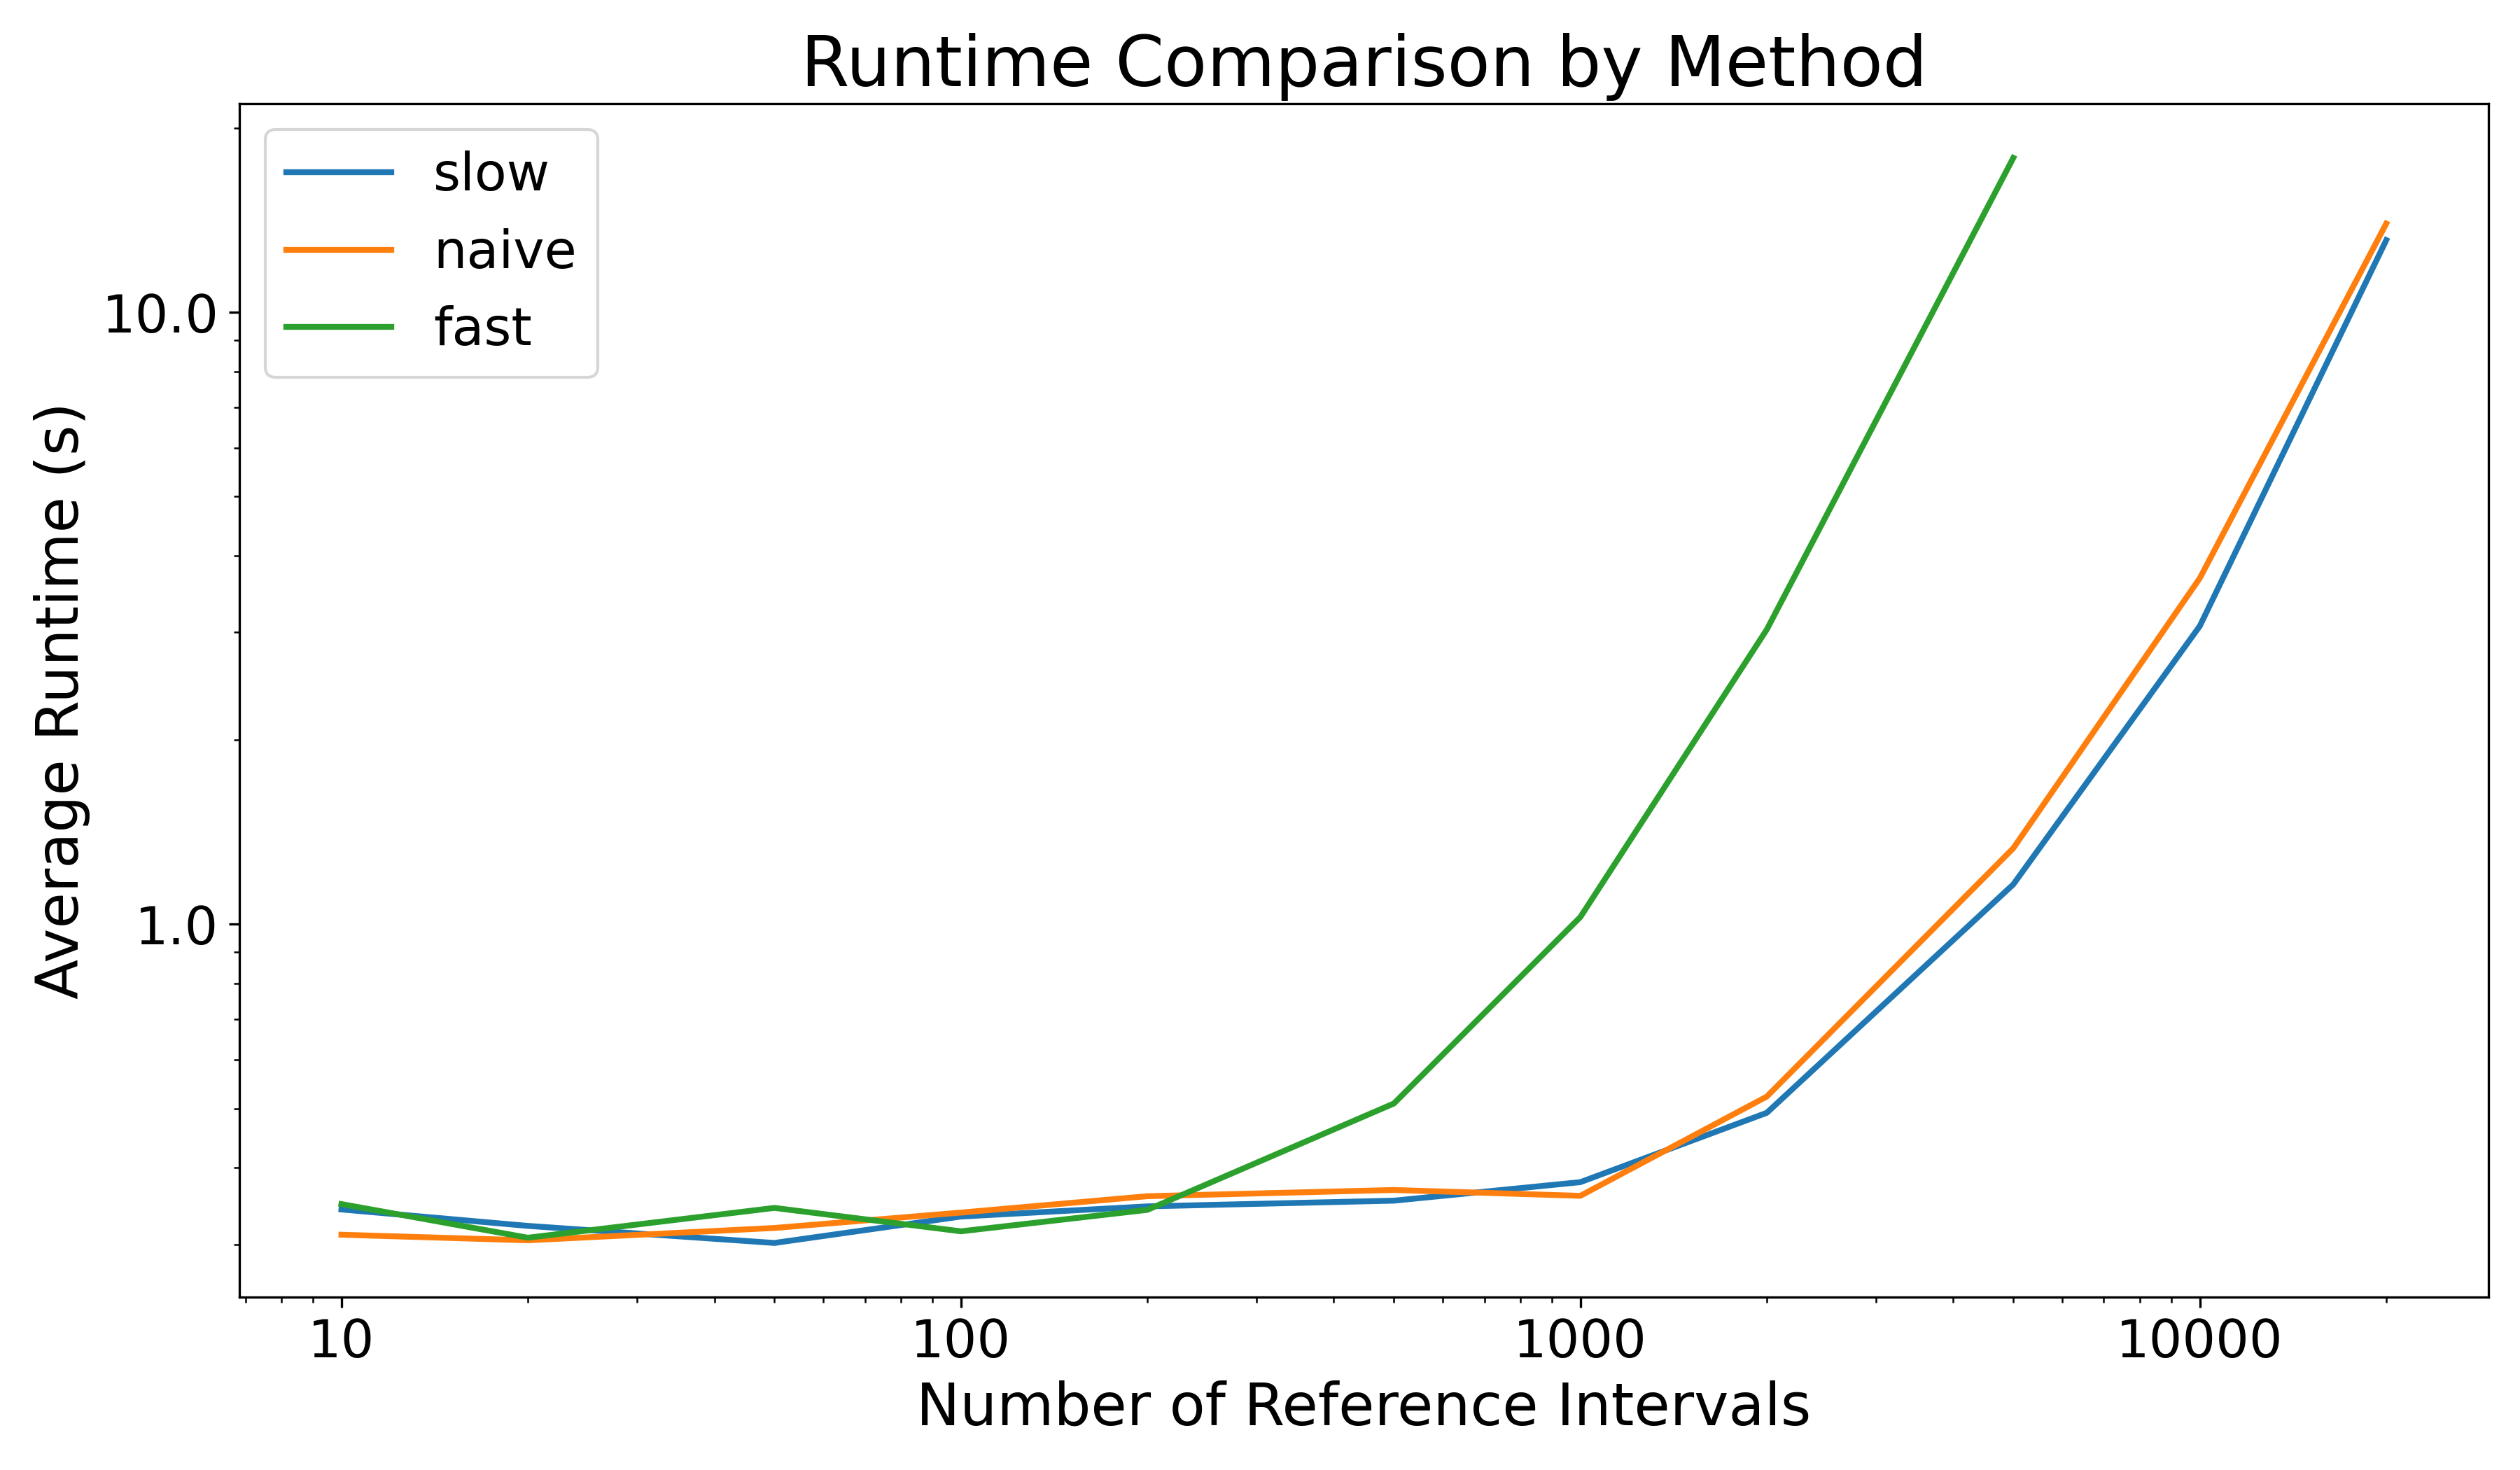 Runtime Comparison by Method
slow
naive
fast
Average Runtime (s)
10.0
1.0
10
100
1000
10000
Number of Reference Intervals